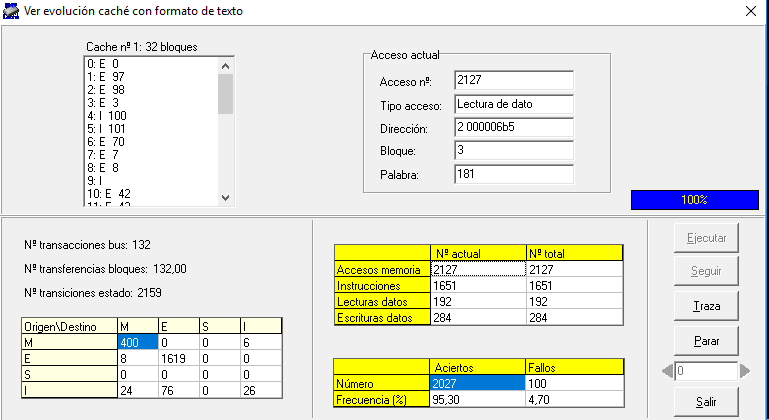 Ver evolución caché con formato de texto
Cache nº 1: 32 bloques
0: E 0
1: E 97
2: E 98
3: E 3
4: I 100
5: I 101
6: E 70
7: E 7
8: E 8
9: I
10: E 42
Acceso actual
Acceso nº: 2127
Tipo acceso: Lectura de dato
Dirección: 2 000006b5
Bloque: 3
Palabra: 181
100%
Nº transacciones bus: 132
Nº transferencias bloques: 132,00
Nº transiciones estado: 2159
Origen\Destino M E S I
M 400 0 0 6
E 8 1619 0 0
S 0 0 0 0
I 24 76 0 26
Nº actual Nº total
Accesos memoria 2127 2127
Instrucciones 1651 1651
Lecturas datos 192 192
Escrituras datos 284 284
Aciertos Fallos
Número 2027 100
Frecuencia (%) 95,30 4,70
Ejecutar
Seguir
Traza
Parar
0
Salir